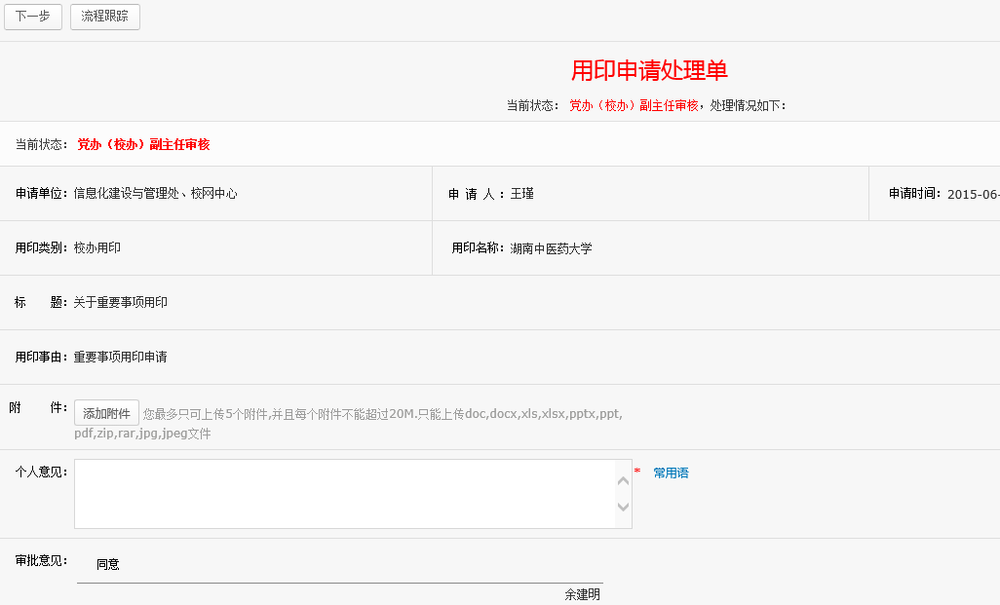 下一步 流程跟踪
用印申请处理单
当前状态： 党办（校办）副主任审核，处理情况如下：
当前状态： 党办（校办）副主任审核
申请单位：信息化建设与管理处、校网中心 申 请 人：王瑾 申请时间：2015-06-
用印类别：校办用印 用印名称：湖南中医药大学
标 题：关于重要事项用印
用印事由：重要事项用印申请
附 件： 添加附件 您最多只可上传5个附件,并且每个附件不能超过20M.只能上传doc,docx,xls,xlsx,pptx,ppt,
pdf,zip,rar,jpg,jpeg文件
个人意见： * 常用语
审批意见： 同意
余建明